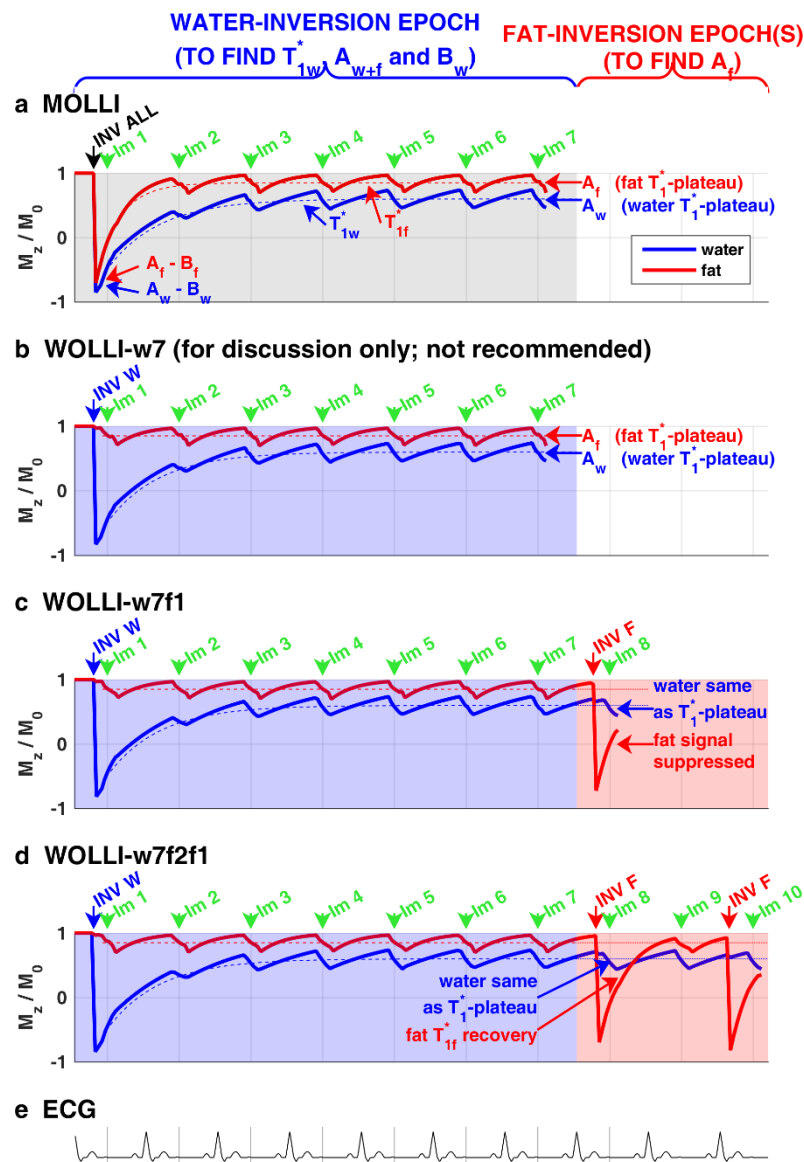 WATER-INVERSION EPOCH
(TO FIND T*1w, Aw+f and Bw)
FAT-INVERSION EPOCH(S)
(TO FIND Af)
a MOLLI
INV ALL
Im 1
Im 2
Im 3
Im 4
Im 5
Im 6
Im 7
1
0
-1
Mz / M0
Af - Bf
Aw - Bw
T*1w
T*1f
Af (fat T*1-plateau)
Aw (water T*1-plateau)
water
fat
b WOLLI-w7 (for discussion only; not recommended)
INV W
Im 1
Im 2
Im 3
Im 4
Im 5
Im 6
Im 7
1
0
-1
Mz / M0
Af (fat T*1-plateau)
Aw (water T*1-plateau)
c WOLLI-w7f1
INV W
Im 1
Im 2
Im 3
Im 4
Im 5
Im 6
Im 7
INV F
Im 8
1
0
-1
Mz / M0
water same
as T*1-plateau
fat signal
suppressed
d WOLLI-w7f2f1
INV W
Im 1
Im 2
Im 3
Im 4
Im 5
Im 6
Im 7
INV F
Im 8
Im 9
INV F
Im 10
1
0
-1
Mz / M0
water same
as T*1-plateau
fat T*1f recovery
e ECG